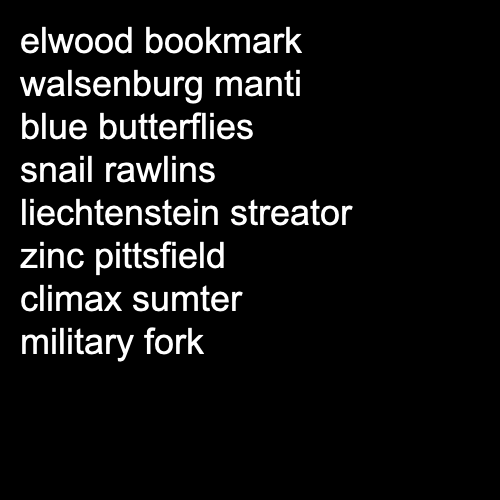 elwood bookmark
walsenburg manti
blue butterflies
snail rawlins
liechtenstein streator
zinc pittsfield
climax sumter
military fork